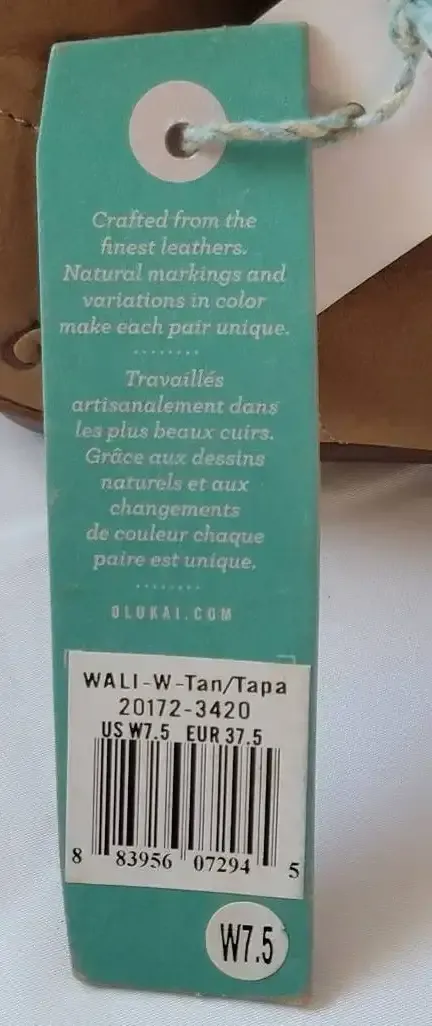 Crafted from the
finest leathers.
Natural markings and
variations in color
make each pair unique.
Travaillés
artisanalement dans
les plus beaux cuirs.
Grâce aux dessins
naturels et aux
changements
de couleur chaque
paire est unique.
OLUKAI.COM
WALI-W-Tan/Tapa
20172-3420
US W7.5 EUR 37.5
8 83956 07294 5
W7.5